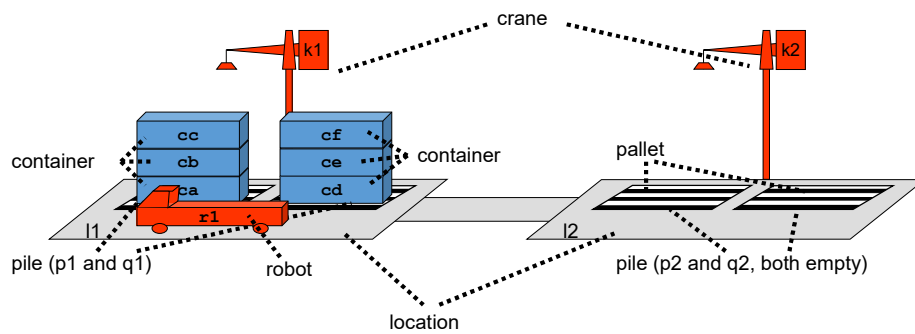 crane
k1
k2
cc
cf
container
cb
ce
container
pallet
ca
cd
r1
l1
l2
pile (p1 and q1)
robot
pile (p2 and q2, both empty)
location